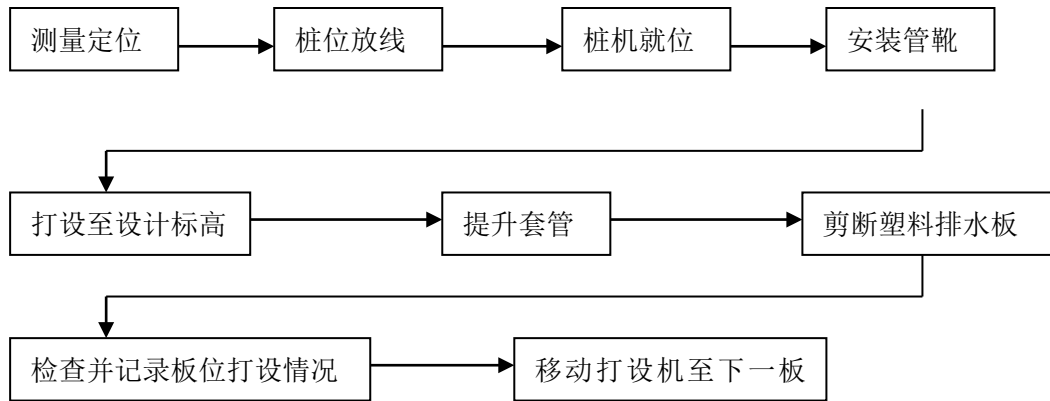 测量定位
桩位放线
桩机就位
安装管靴
打设至设计标高
提升套管
剪断塑料排水板
检查并记录板位打设情况
移动打设机至下一板